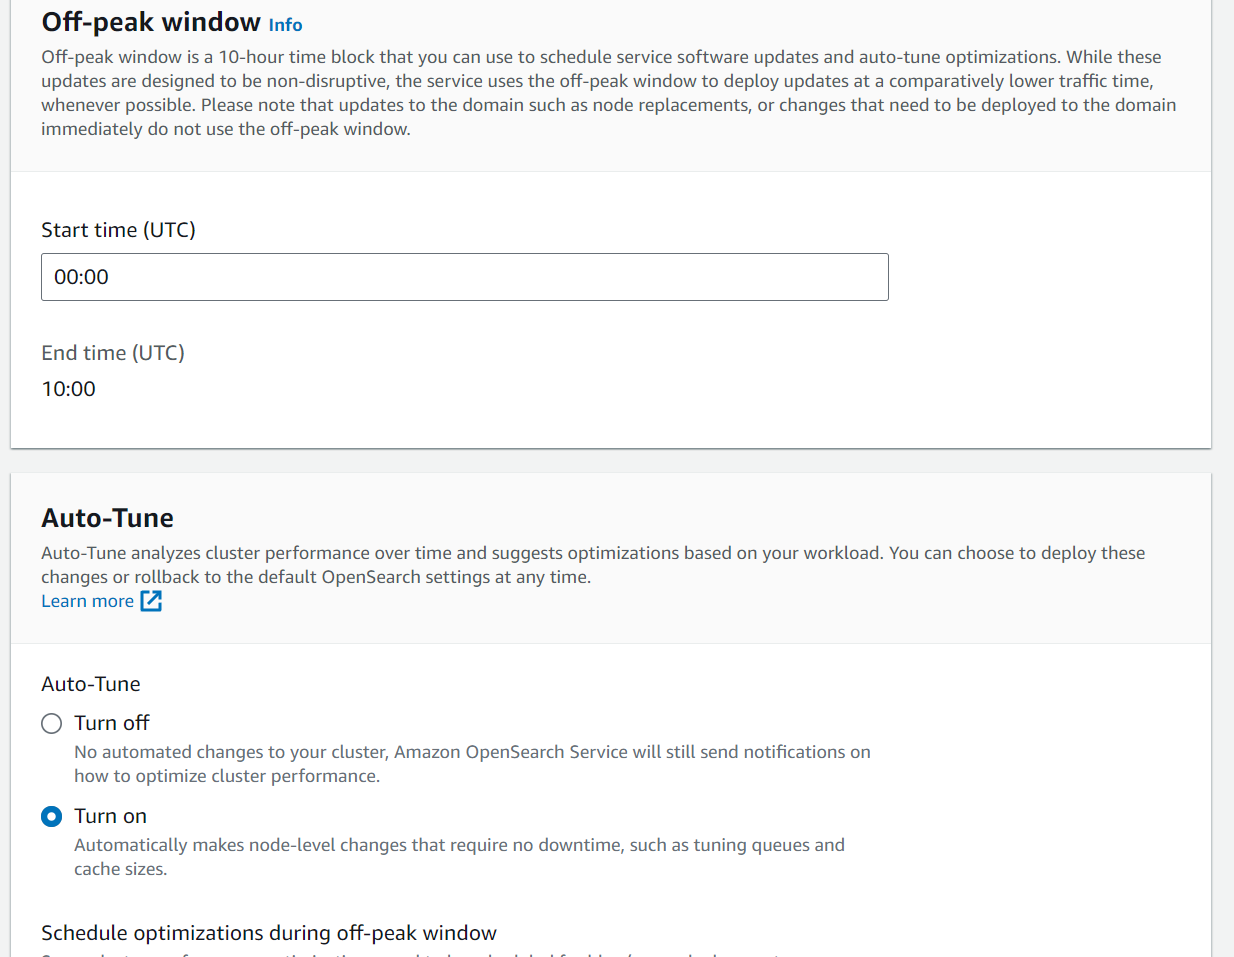 Off-peak window Info
Off-peak window is a 10-hour time block that you can use to schedule service software updates and auto-tune optimizations. While these
updates are designed to be non-disruptive, the service uses the off-peak window to deploy updates at a comparatively lower traffic time,
whenever possible. Please note that updates to the domain such as node replacements, or changes that need to be deployed to the domain
immediately do not use the off-peak window.
Start time (UTC)
00:00
End time (UTC)
10:00
Auto-Tune
Auto-Tune analyzes cluster performance over time and suggests optimizations based on your workload. You can choose to deploy these
changes or rollback to the default OpenSearch settings at any time.
Learn more
Auto-Tune
Turn off
No automated changes to your cluster, Amazon OpenSearch Service will still send notifications on
how to optimize cluster performance.
Turn on
Automatically makes node-level changes that require no downtime, such as tuning queues and
cache sizes.
Schedule optimizations during off-peak window